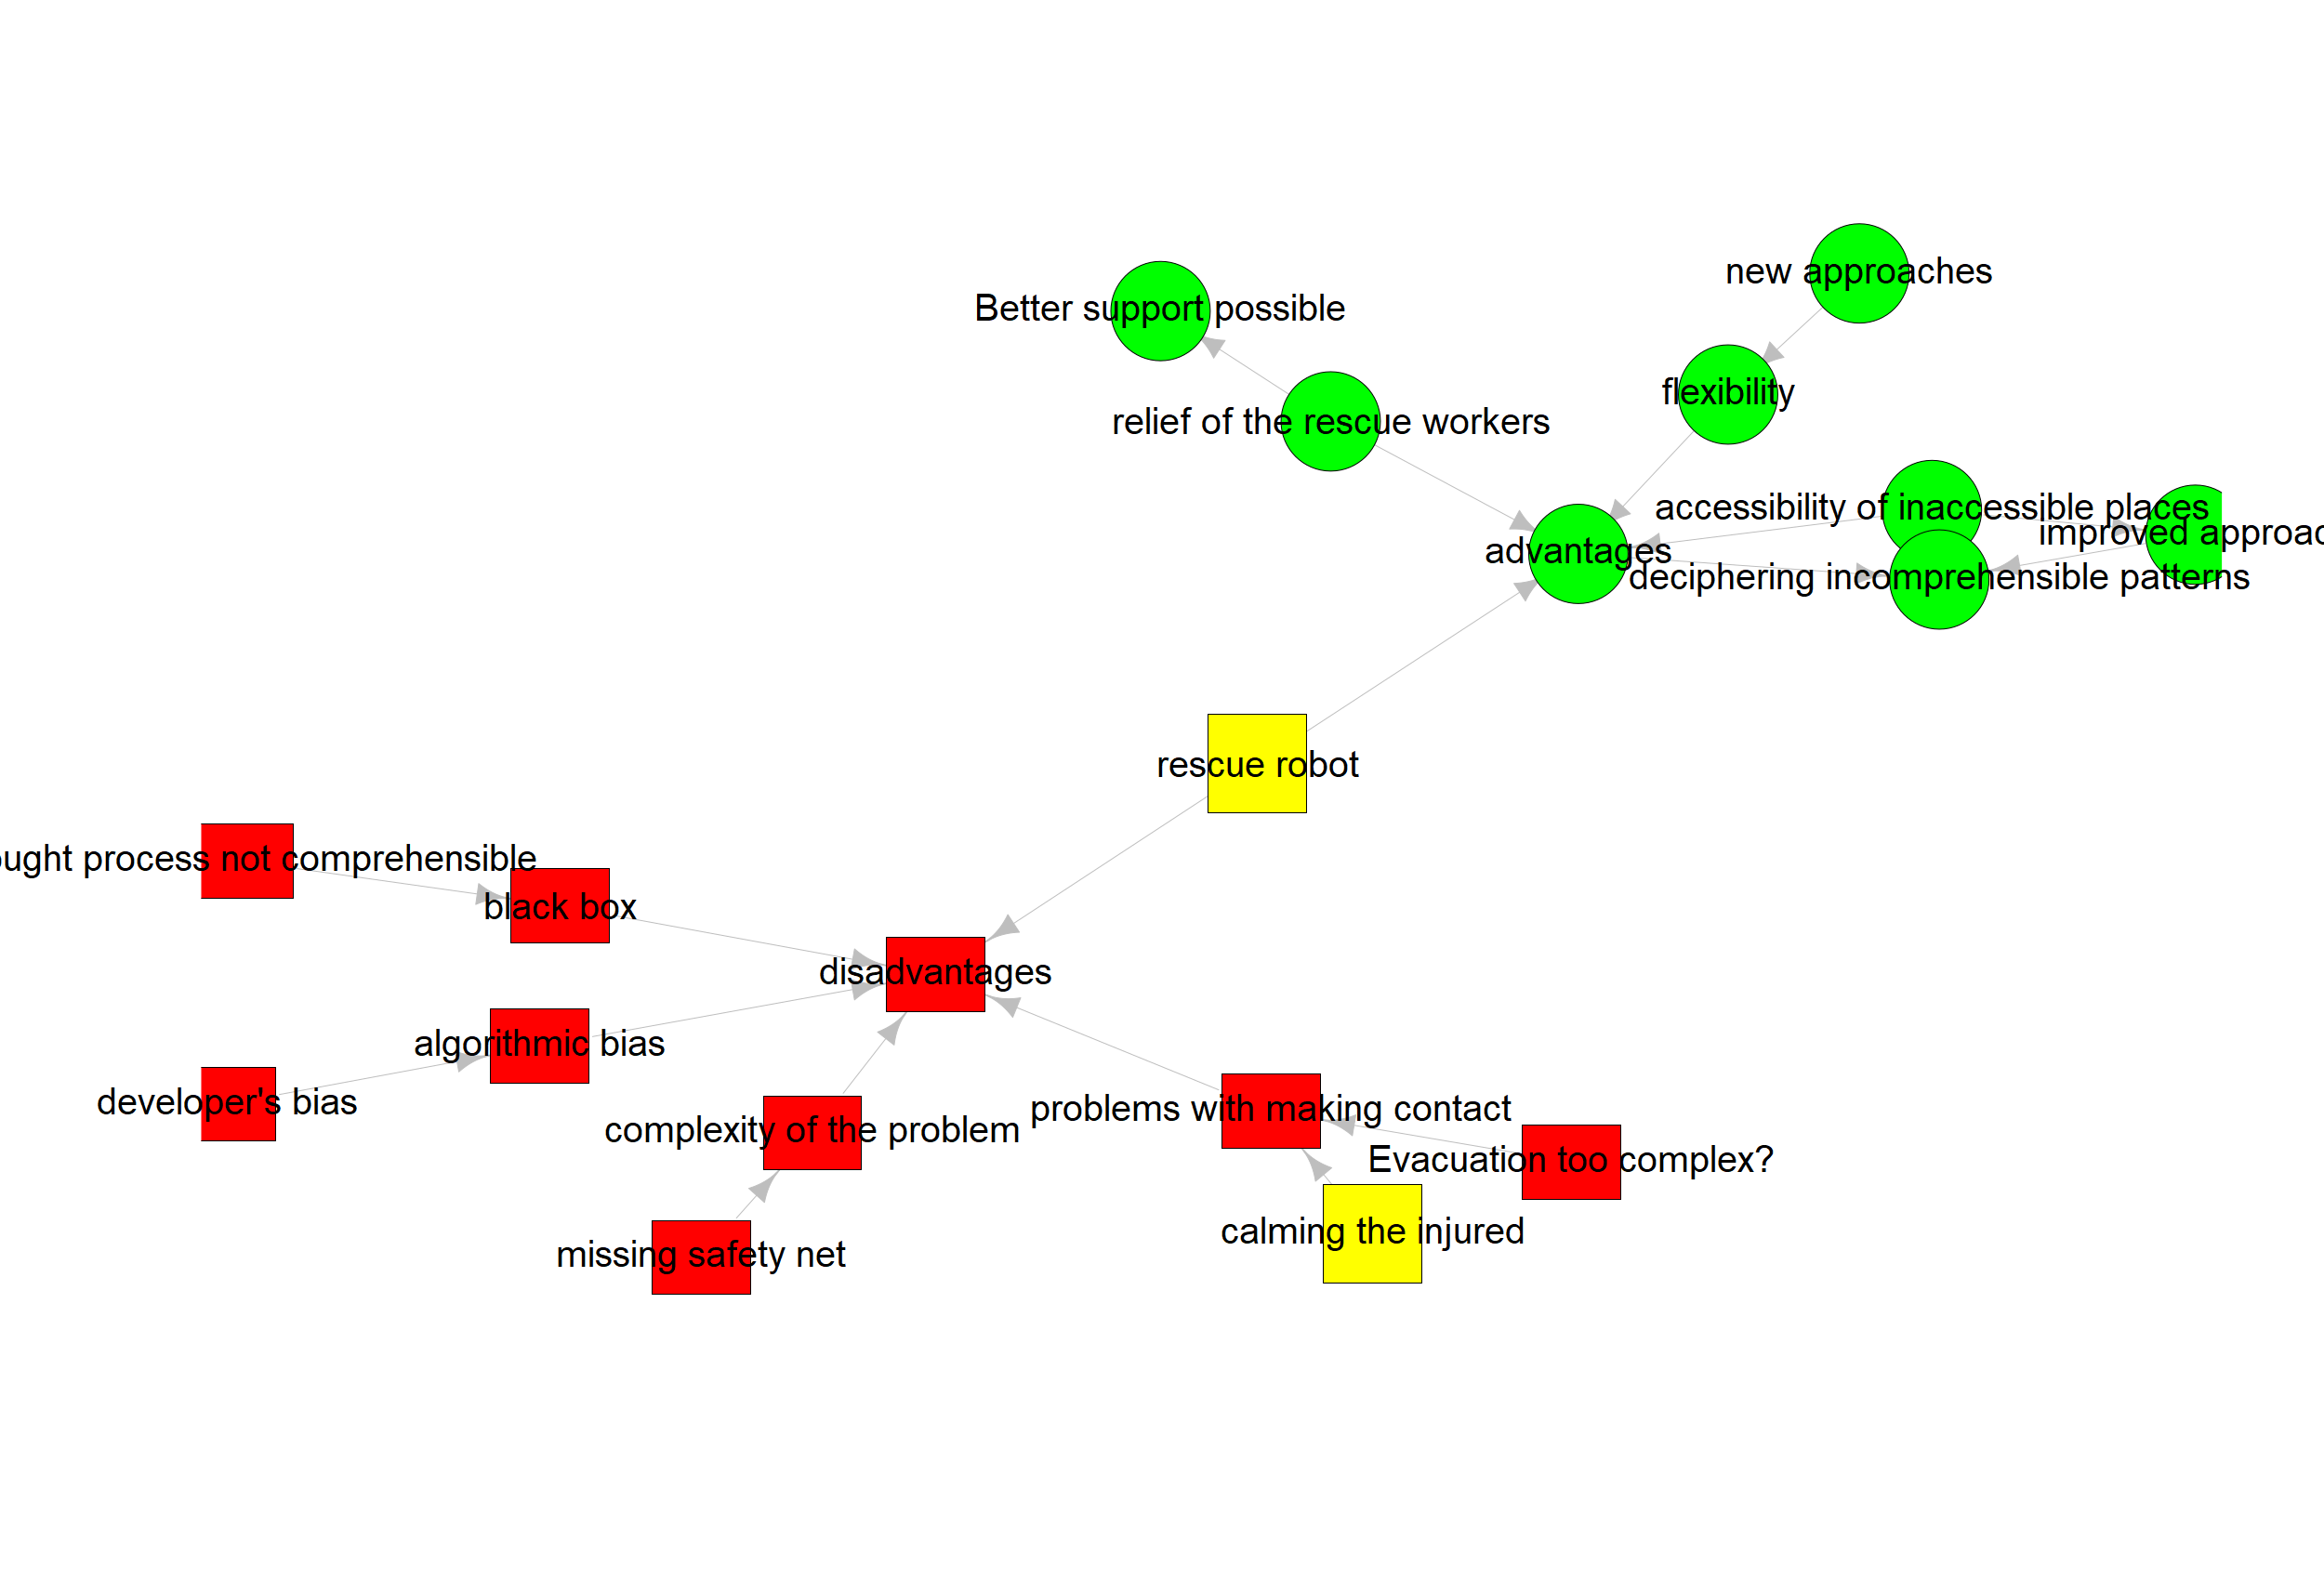 new approaches
Better support possible
flexibility
relief of the rescue workers
accessibility of inaccessible places
improved
advantages
deciphering incomprehensible patterns
rescue robot
process not comprehensible
black box
disadvantages
algorithmic bias
developer's bias
problems with making contact
complexity of the problem
Evacuation too complex?
calming the injured
missing safety net